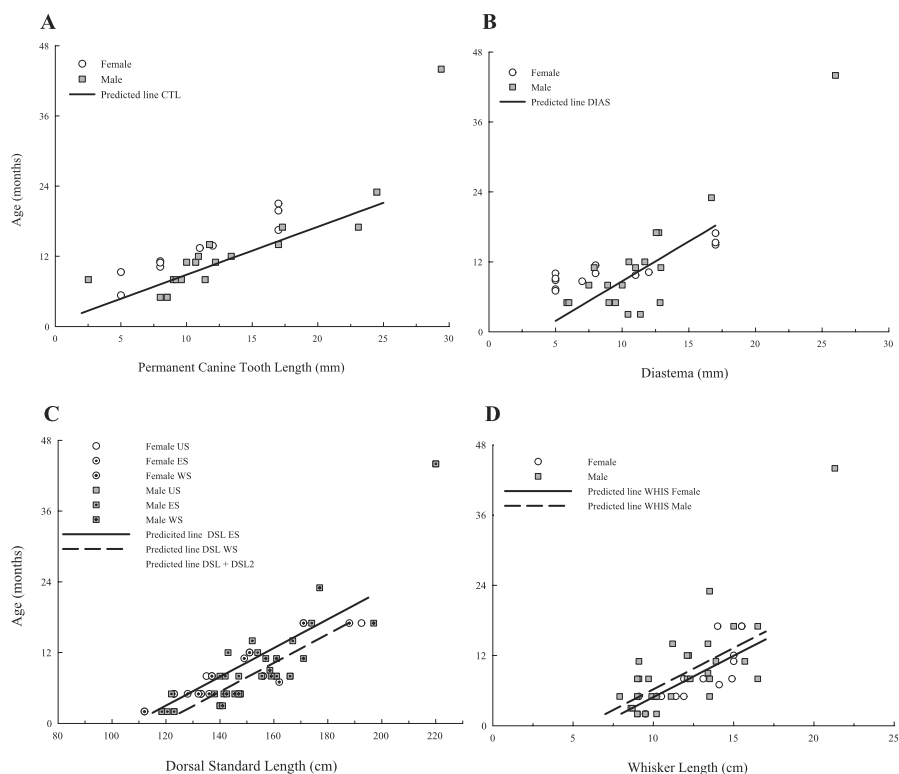 A
48
36
24
12
0
Age (months)
Female
Male
Predicted line CTL
0 5 10 15 20 25 30
Permanent Canine Tooth Length (mm)
B
48
36
24
12
0
Female
Male
Predicted line DIAS
0 5 10 15 20 25 30
Diastema (mm)
C
48
36
24
12
0
Age (months)
Female US
Female ES
Female WS
Male US
Male ES
Male WS
Predicited line DSL ES
Predicted line DSL WS
Predicted line DSL + DSL2
60 80 100 120 140 160 180 200 220
Dorsal Standard Length (cm)
D
48
36
24
12
0
Female
Male
Predicted line WHIS Female
Predicted line WHIS Male
0 5 10 15 20 25
Whisker Length (cm)